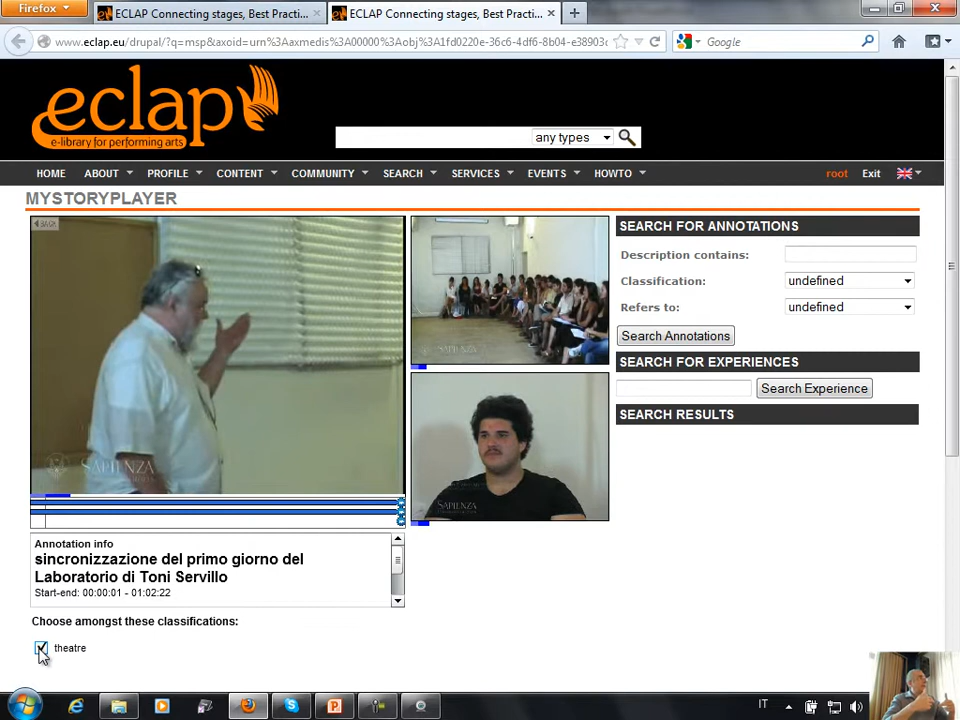 Firefox
ECLAP Connecting stages, Best Practi...
ECLAP Connecting stages, Best Practi...
www.eclap.eu/drupal/?q=msp&axoid=urn%3Aaxmedis%3A00000%3Aobj%3A1fd0220e-36c6-4df6-8b04-e38903c
Google
eclap
e-library for performing arts
any types
HOME ABOUT PROFILE CONTENT COMMUNITY SEARCH SERVICES EVENTS HOWTO root Exit
MYSTORYPLAYER
BACK
SAPIENZA
SAPIENZA
SAPIENZA
SEARCH FOR ANNOTATIONS
Description contains:
Classification: undefined
Refers to: undefined
Search Annotations
SEARCH FOR EXPERIENCES
Search Experience
SEARCH RESULTS
Annotation info
sincronizzazione del primo giorno del
Laboratorio di Toni Servillo
Start-end: 00:00:01 - 01:02:22
Choose amongst these classifications:
theatre
IT